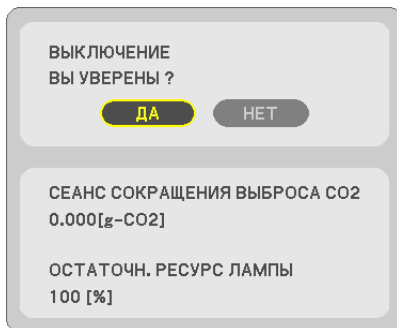 ВЫКЛЮЧЕНИЕ
ВЫ УВЕРЕНЫ ?
ДА НЕТ
СЕАНС СОКРАЩЕНИЯ ВЫБРОСА CO2
0.000[g-CO2]
ОСТАТОЧН. РЕСУРС ЛАМПЫ
100 [%]